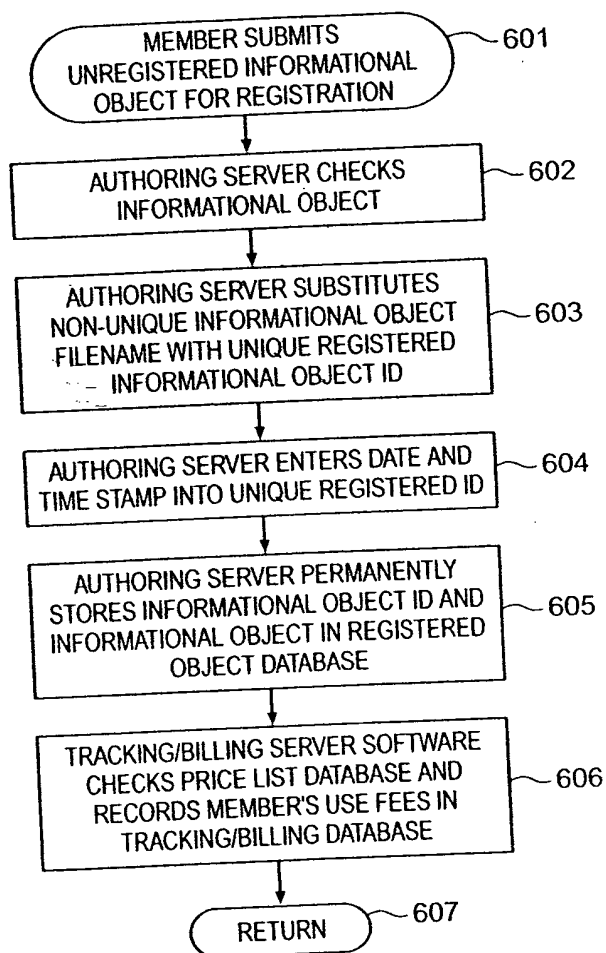 MEMBER SUBMITS
UNREGISTERED INFORMATIONAL
OBJECT FOR REGISTRATION
601
AUTHORING SERVER CHECKS
INFORMATIONAL OBJECT
602
AUTHORING SERVER SUBSTITUTES
NON-UNIQUE INFORMATIONAL OBJECT
FILENAME WITH UNIQUE REGISTERED
INFORMATIONAL OBJECT ID
603
AUTHORING SERVER ENTERS DATE AND
TIME STAMP INTO UNIQUE REGISTERED ID
604
AUTHORING SERVER PERMANENTLY
STORES INFORMATIONAL OBJECT ID AND
INFORMATIONAL OBJECT IN REGISTERED
OBJECT DATABASE
605
TRACKING/BILLING SERVER SOFTWARE
CHECKS PRICE LIST DATABASE AND
RECORDS MEMBER'S USE FEES IN
TRACKING/BILLING DATABASE
606
RETURN
607